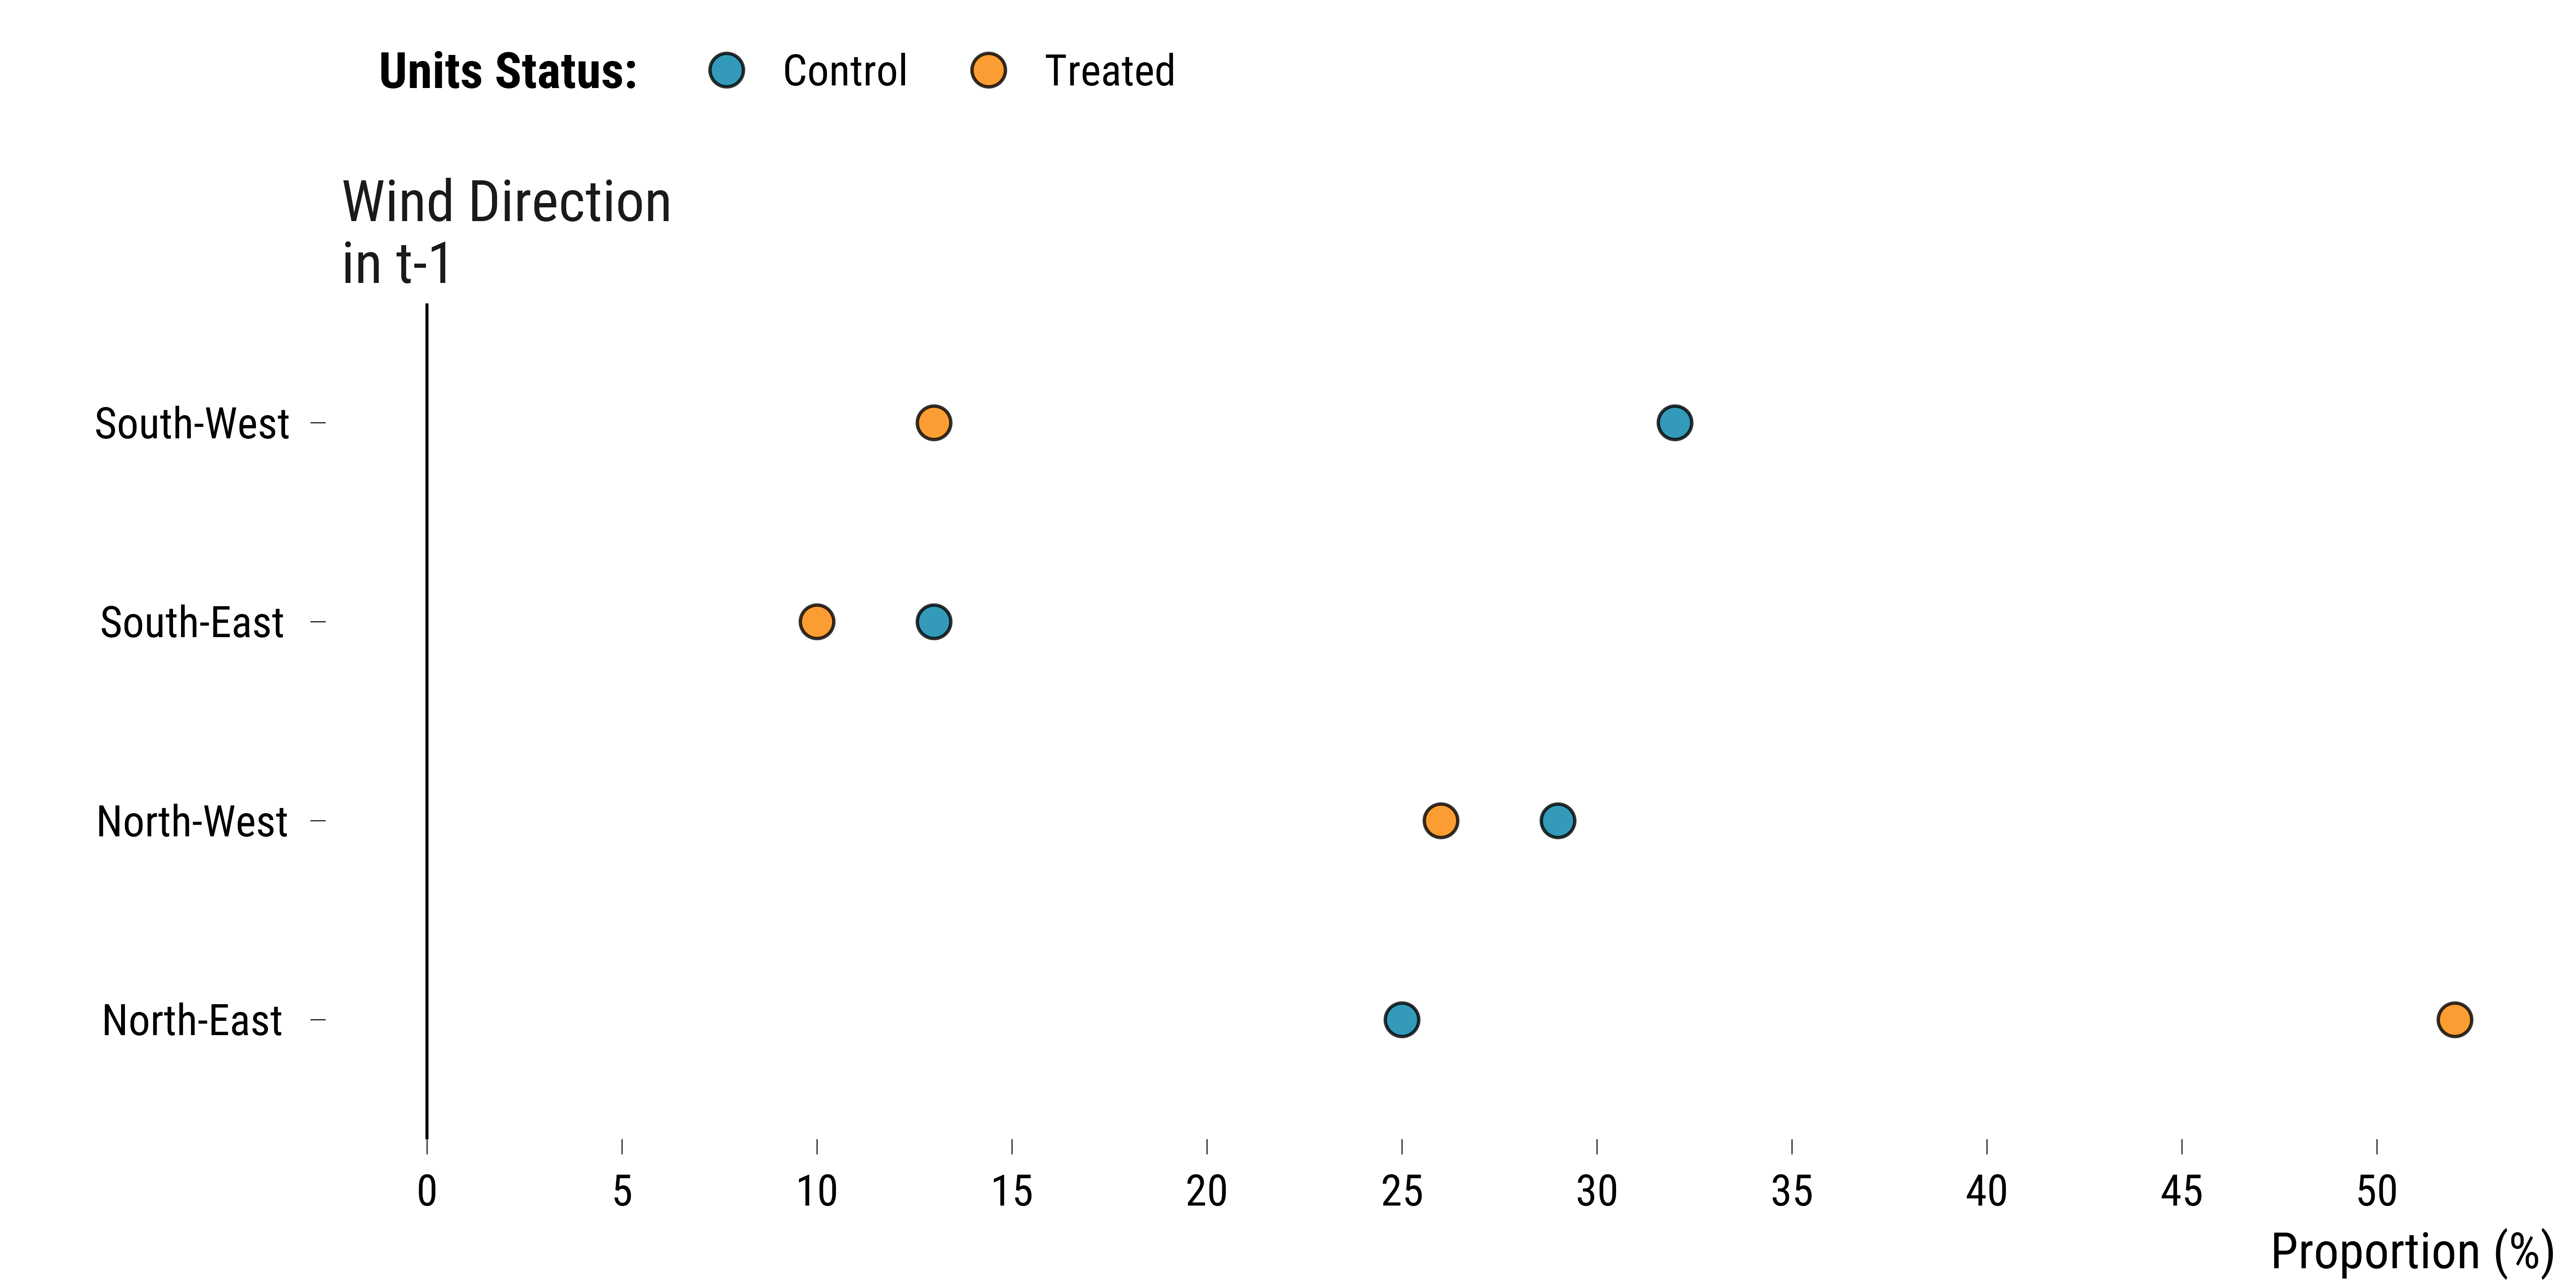 Units Status: Control Treated
Wind Direction
in t-1
South-West
South-East
North-West
North-East
0 5 10 15 20 25 30 35 40 45 50
Proportion (%)